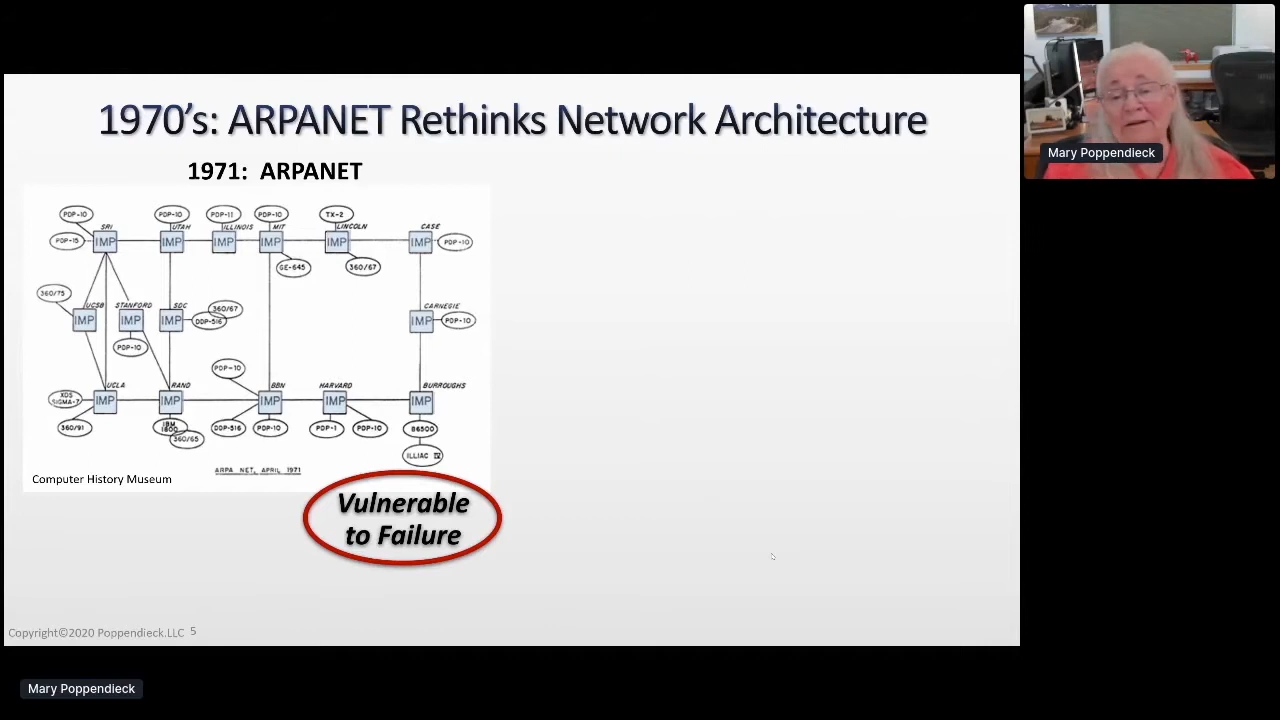 1970's: ARPANET Rethinks Network Architecture
1971: ARPANET
PDP-10
PDP-10
PDP-11
PDP-10
TX-2
SRI
UTAH
ILLINOIS
MIT
LINCOLN
CASE
PDP-15
IMP
IMP
IMP
IMP
IMP
IMP
PDP-10
GE-645
360/67
360/75
UCSB
STANFORD
SDC
360/67
CARNEGIE
IMP
IMP
IMP
DDP-516
IMP
PDP-10
PDP-10
PDP-10
UCLA
RAND
BBN
HARVARD
BURROUGHS
XDS
SIGMA-7
IMP
IMP
IMP
IMP
IMP
360/91
IBM
1800
360/65
DDP-516
PDP-10
PDP-1
PDP-10
B6500
ILLIAC IV
ARPA NET, APRIL 1971
Computer History Museum
Vulnerable
to Failure
Copyright©2020 Poppendieck.LLC 5
Mary Poppendieck
Mary Poppendieck